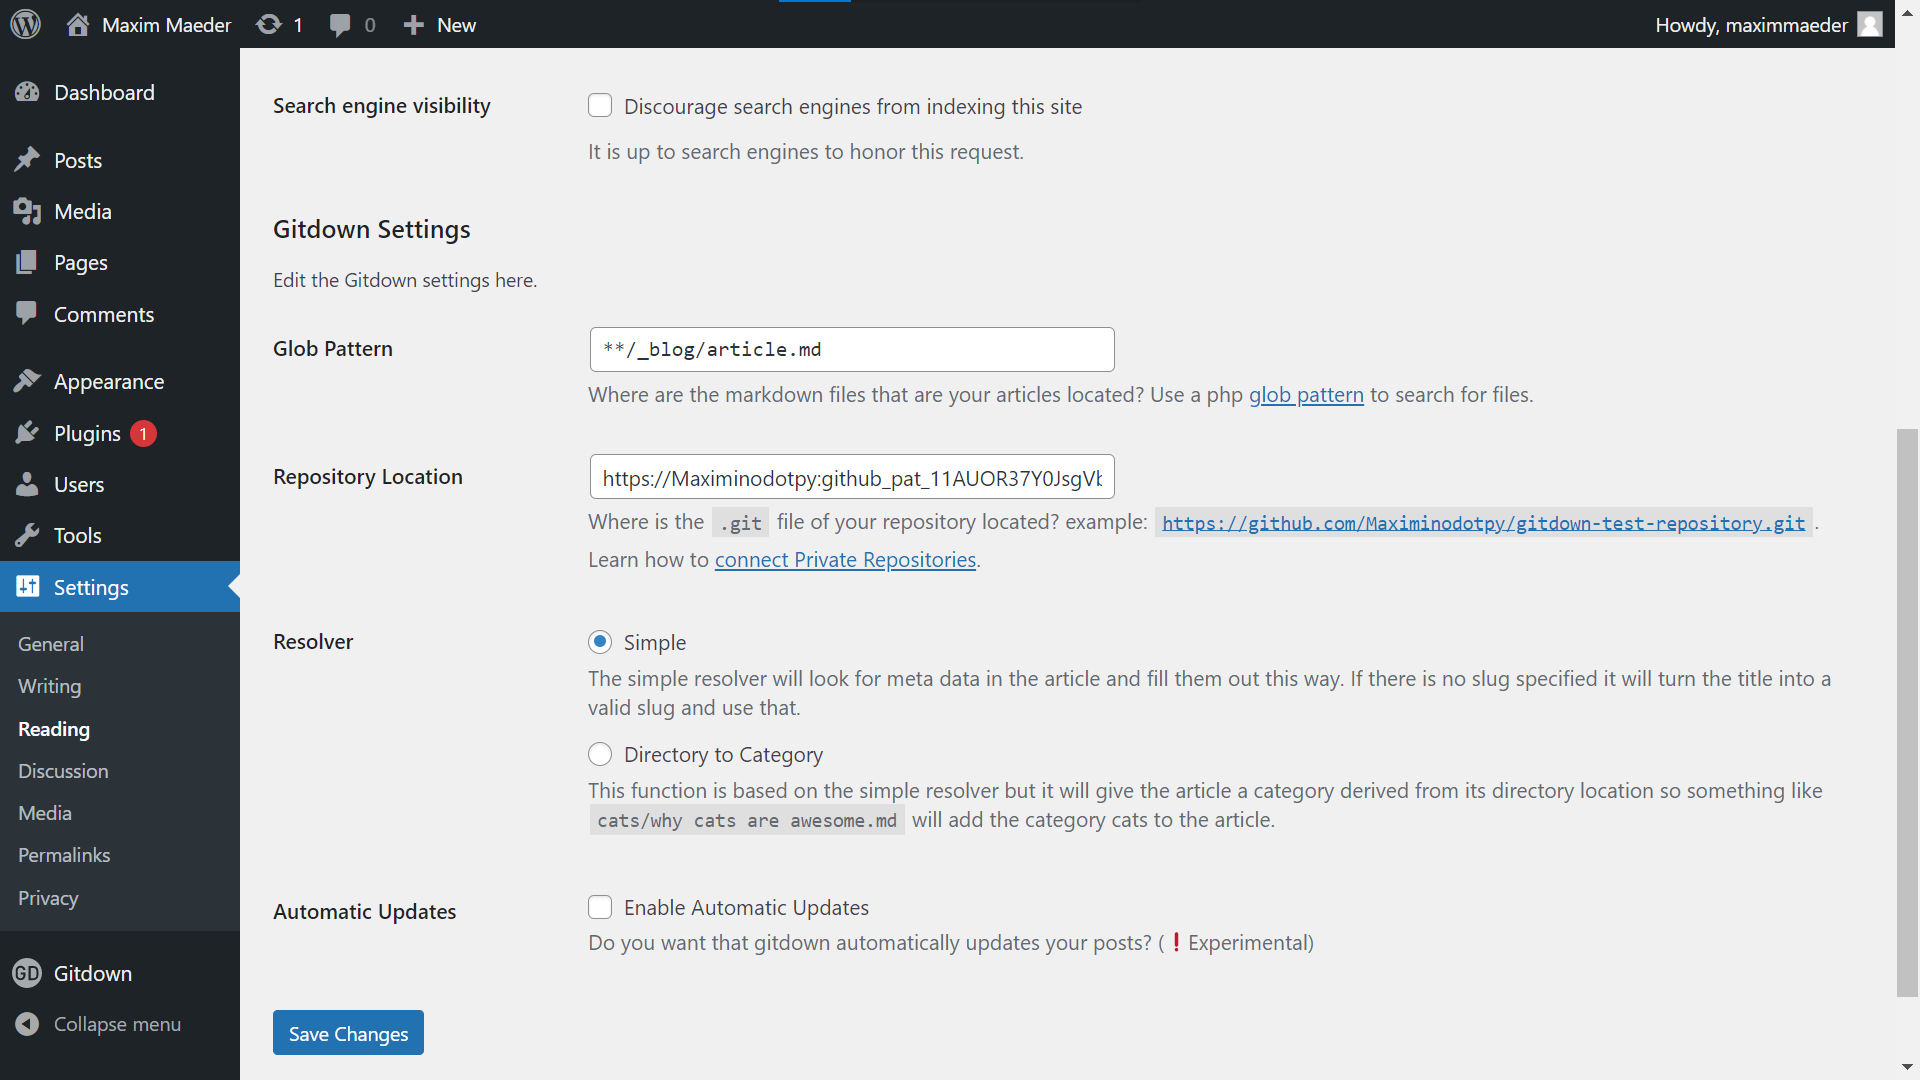 Maxim Maeder
1
0
New
Howdy, maximmaeder
Dashboard
Posts
Media
Pages
Comments
Appearance
Plugins 1
Users
Tools
Settings
General
Writing
Reading
Discussion
Media
Permalinks
Privacy
GD Gitdown
Collapse menu
Search engine visibility
Discourage search engines from indexing this site
It is up to search engines to honor this request.
Gitdown Settings
Edit the Gitdown settings here.
Glob Pattern
**/_blog/article.md
Where are the markdown files that are your articles located? Use a php glob pattern to search for files.
Repository Location
https://Maximinodotpy:github_pat_11AUOR37Y0JsgV
Where is the .git file of your repository located? example: https://github.com/Maximinodotpy/gitdown-test-repository.git .
Learn how to connect Private Repositories.
Resolver
Simple
The simple resolver will look for meta data in the article and fill them out this way. If there is no slug specified it will turn the title into a
valid slug and use that.
Directory to Category
This function is based on the simple resolver but it will give the article a category derived from its directory location so something like
cats/why cats are awesome.md will add the category cats to the article.
Automatic Updates
Enable Automatic Updates
Do you want that gitdown automatically updates your posts? (❗Experimental)
Save Changes